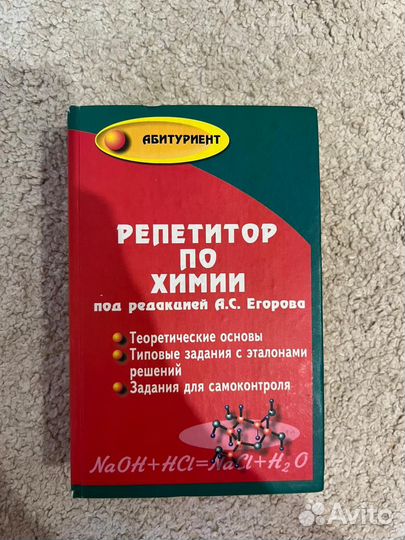 АБИТУРИЕНТ
РЕПЕТИТОР
ПО
ХИМИИ
под редакцией А.С. Егорова
Теоретические основы
Типовые задания с эталонами
решений
Задания для самоконтроля
NaOH+HCl=NaCl+H₂O
Avito